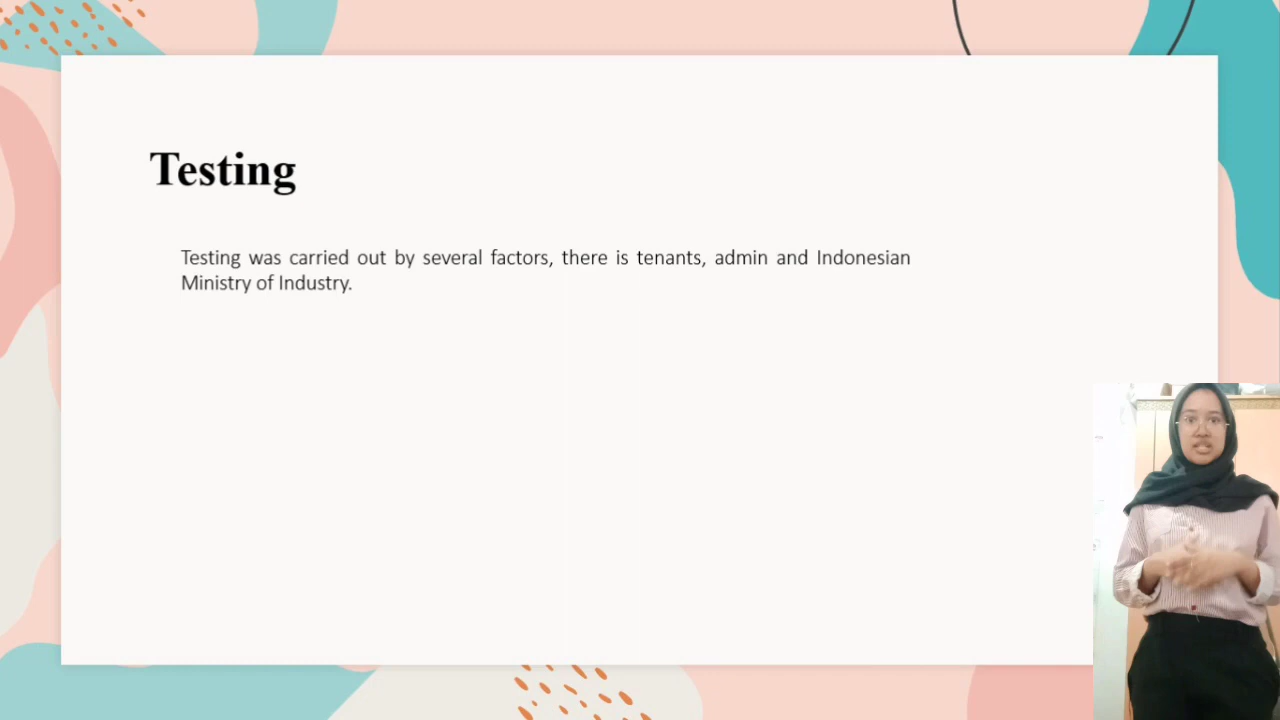 Testing
Testing was carried out by several factors, there is tenants, admin and Indonesian
Ministry of Industry.